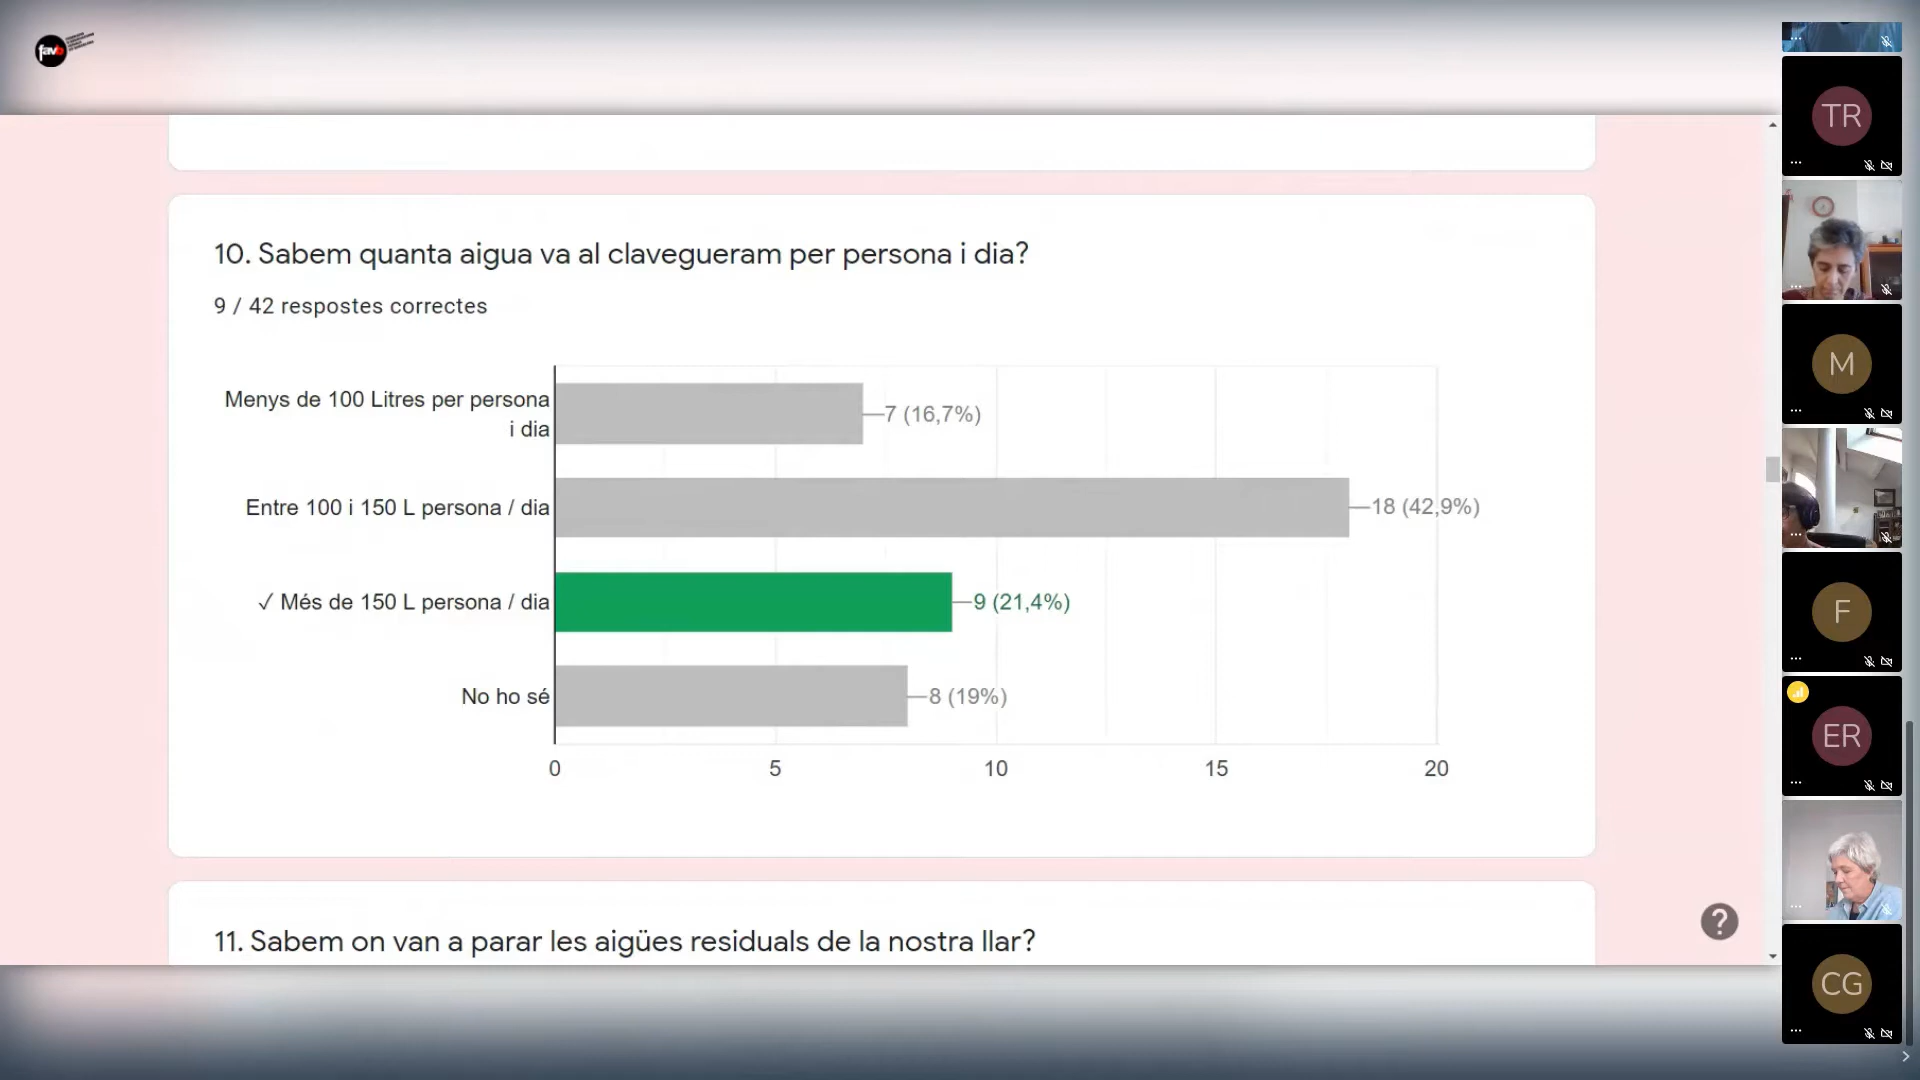 favb
10. Sabem quanta aigua va al clavegueram per persona i dia?
9 / 42 respostes correctes
Menys de 100 Litres per persona
i dia
7 (16,7%)
Entre 100 i 150 L persona / dia
18 (42,9%)
✓ Més de 150 L persona / dia
9 (21,4%)
No ho sé
8 (19%)
0 5 10 15 20
11. Sabem on van a parar les aigües residuals de la nostra llar?
?
TR
M
F
ER
CG